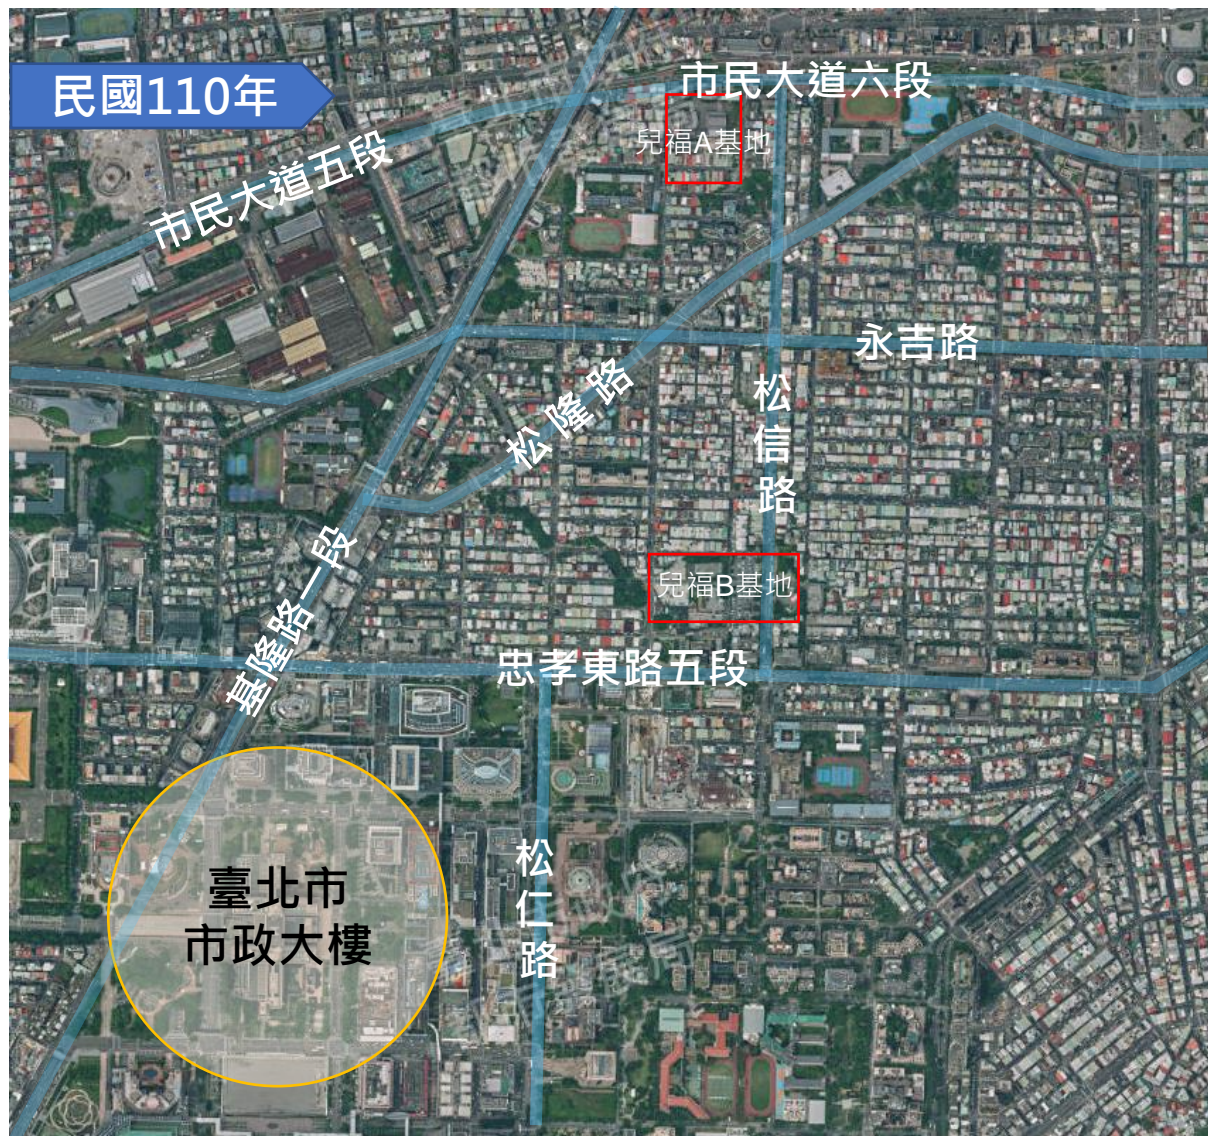 民國110年
市民大道六段
兒福A基地
市民大道五段
永吉路
松隆路
松信路
基隆路一段
兒福B基地
忠孝東路五段
臺北市
市政大樓
松仁路